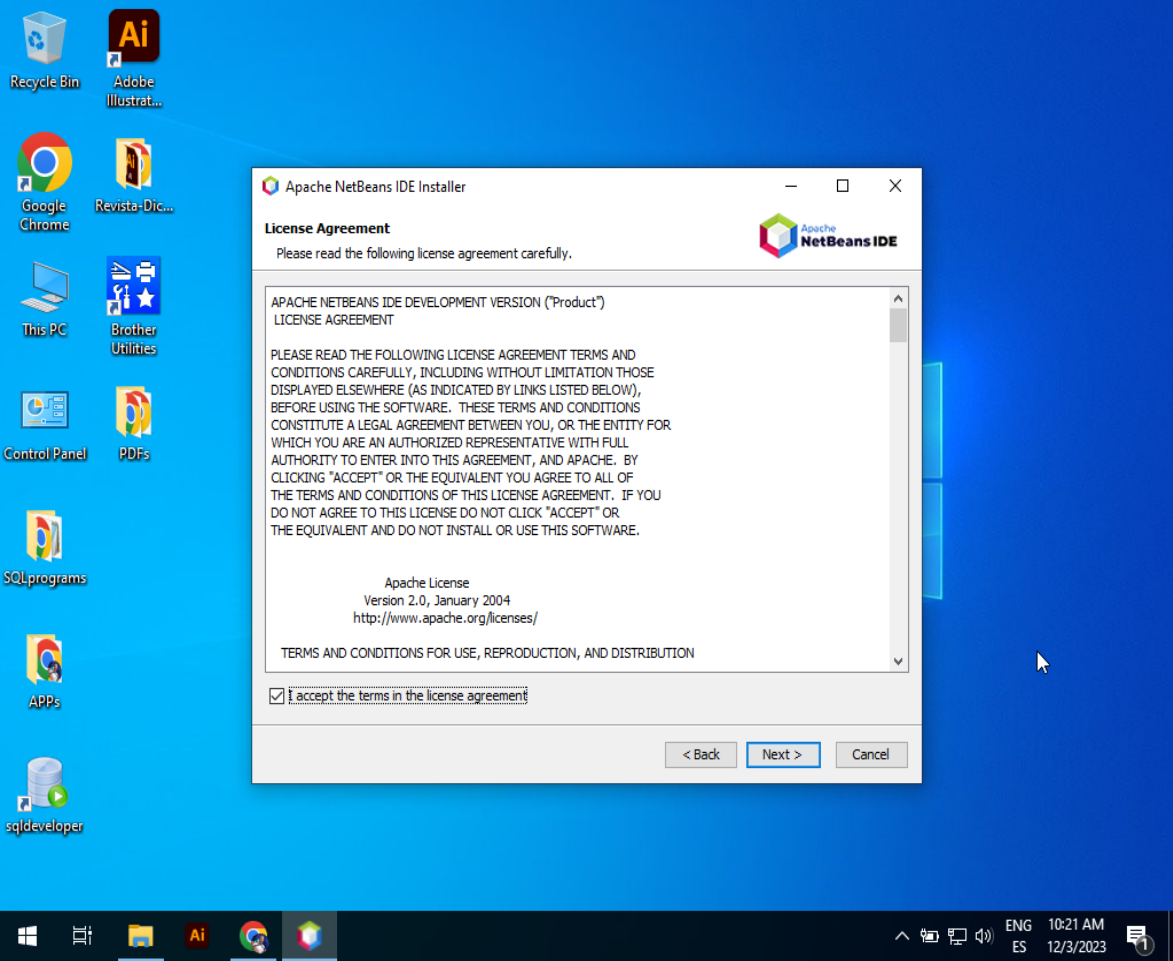 Recycle Bin
Ai
Adobe
Illustrat...
Google
Chrome
Revista-Dic...
This PC
Brother
Utilities
Control Panel
PDFs
SQLprograms
APPs
sqldeveloper
Apache NetBeans IDE Installer
License Agreement
Please read the following license agreement carefully.
Apache
NetBeans IDE
APACHE NETBEANS IDE DEVELOPMENT VERSION ("Product")
LICENSE AGREEMENT
PLEASE READ THE FOLLOWING LICENSE AGREEMENT TERMS AND
CONDITIONS CAREFULLY, INCLUDING WITHOUT LIMITATION THOSE
DISPLAYED ELSEWHERE (AS INDICATED BY LINKS LISTED BELOW),
BEFORE USING THE SOFTWARE.  THESE TERMS AND CONDITIONS
CONSTITUTE A LEGAL AGREEMENT BETWEEN YOU, OR THE ENTITY FOR
WHICH YOU ARE AN AUTHORIZED REPRESENTATIVE WITH FULL
AUTHORITY TO ENTER INTO THIS AGREEMENT, AND APACHE.  BY
CLICKING "ACCEPT" OR THE EQUIVALENT YOU AGREE TO ALL OF
THE TERMS AND CONDITIONS OF THIS LICENSE AGREEMENT.  IF YOU
DO NOT AGREE TO THIS LICENSE DO NOT CLICK "ACCEPT" OR
THE EQUIVALENT AND DO NOT INSTALL OR USE THIS SOFTWARE.
Apache License
Version 2.0, January 2004
http://www.apache.org/licenses/
TERMS AND CONDITIONS FOR USE, REPRODUCTION, AND DISTRIBUTION
I accept the terms in the license agreement
< Back
Next >
Cancel
Ai
ENG
ES
10:21 AM
12/3/2023
1